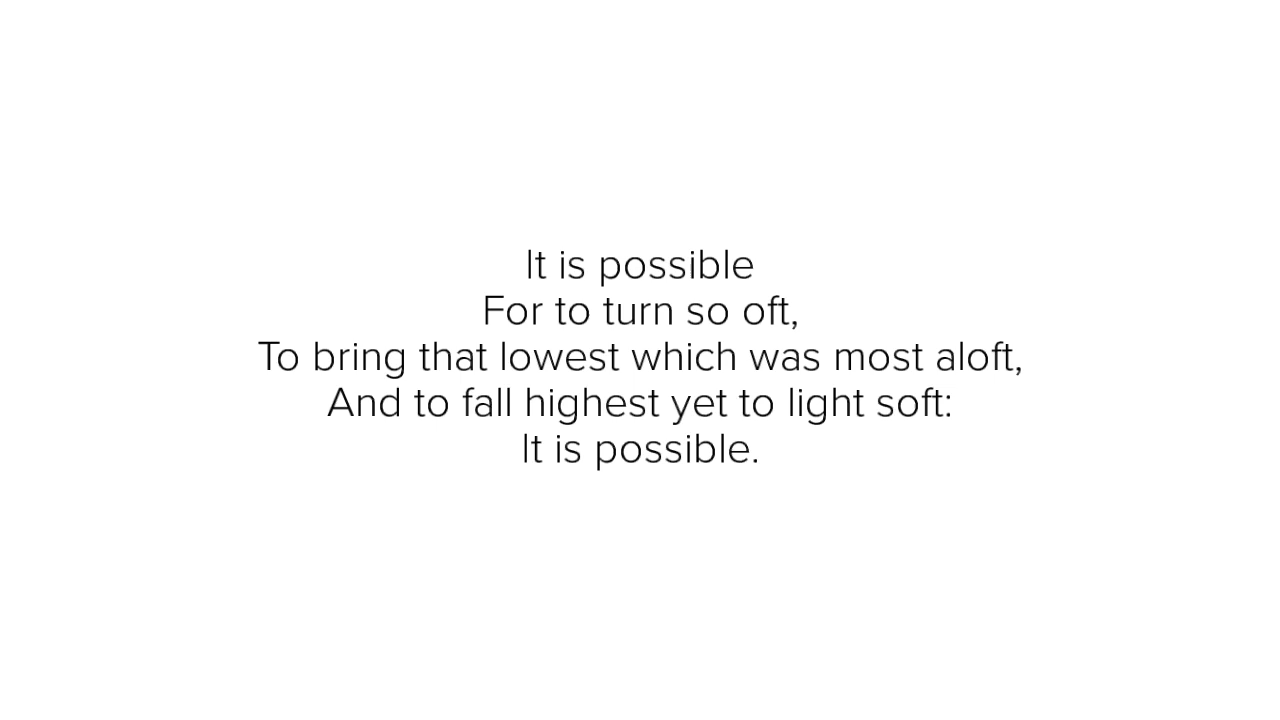 It is possible
For to turn so oft,
To bring that lowest which was most aloft,
And to fall highest yet to light soft:
It is possible.